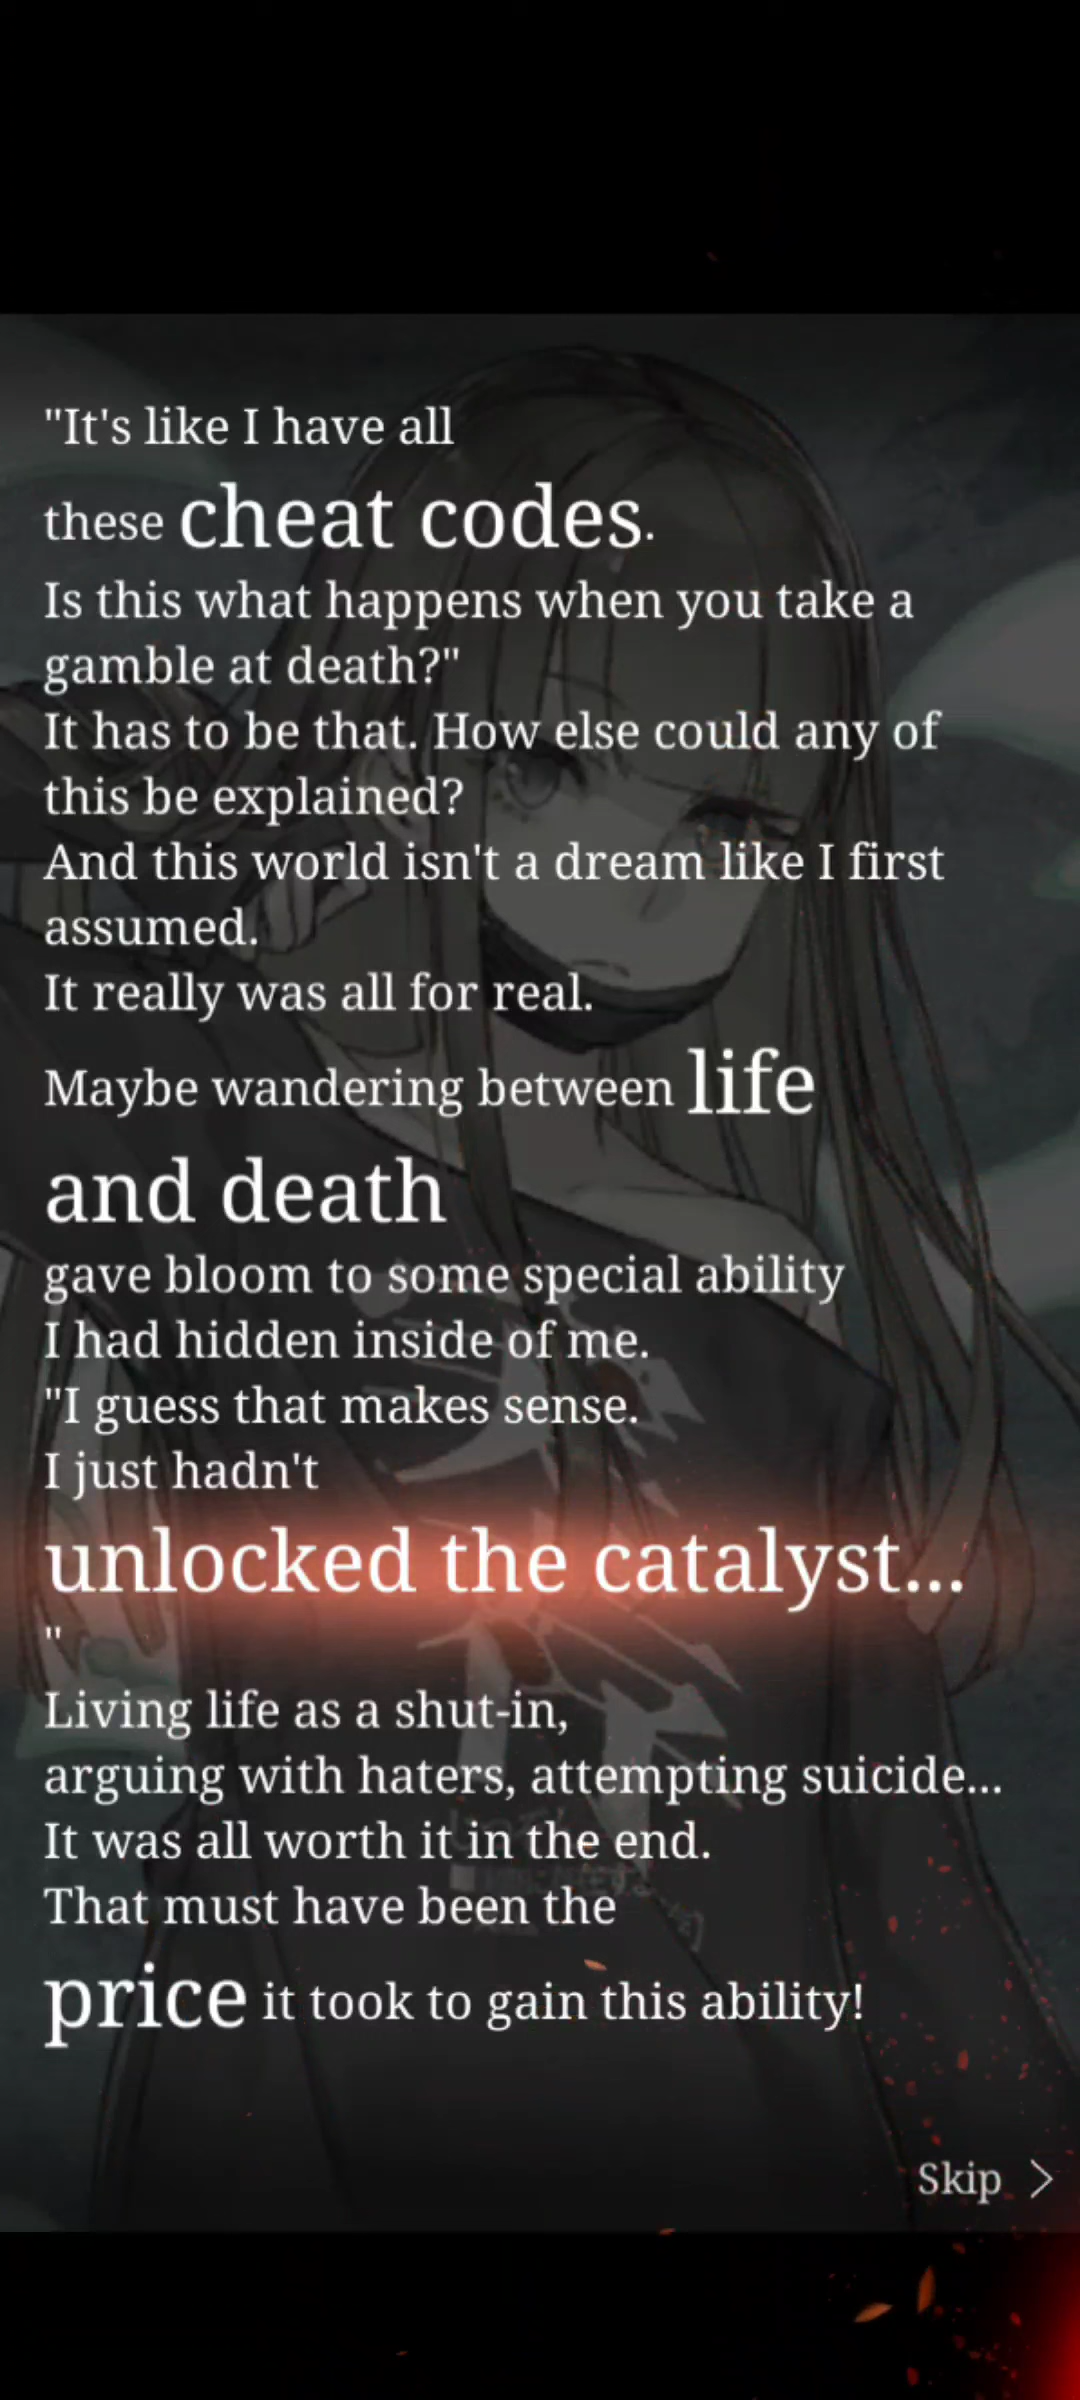 "It's like I have all
these cheat codes.
Is this what happens when you take a
gamble at death?"
It has to be that. How else could any of
this be explained?
And this world isn't a dream like I first
assumed.
It really was all for real.
Maybe wandering between life
and death
gave bloom to some special ability
I had hidden inside of me.
"I guess that makes sense.
I just hadn't
unlocked the catalyst...
"
Living life as a shut-in,
arguing with haters, attempting suicide...
It was all worth it in the end.
That must have been the
price it took to gain this ability!
Skip >